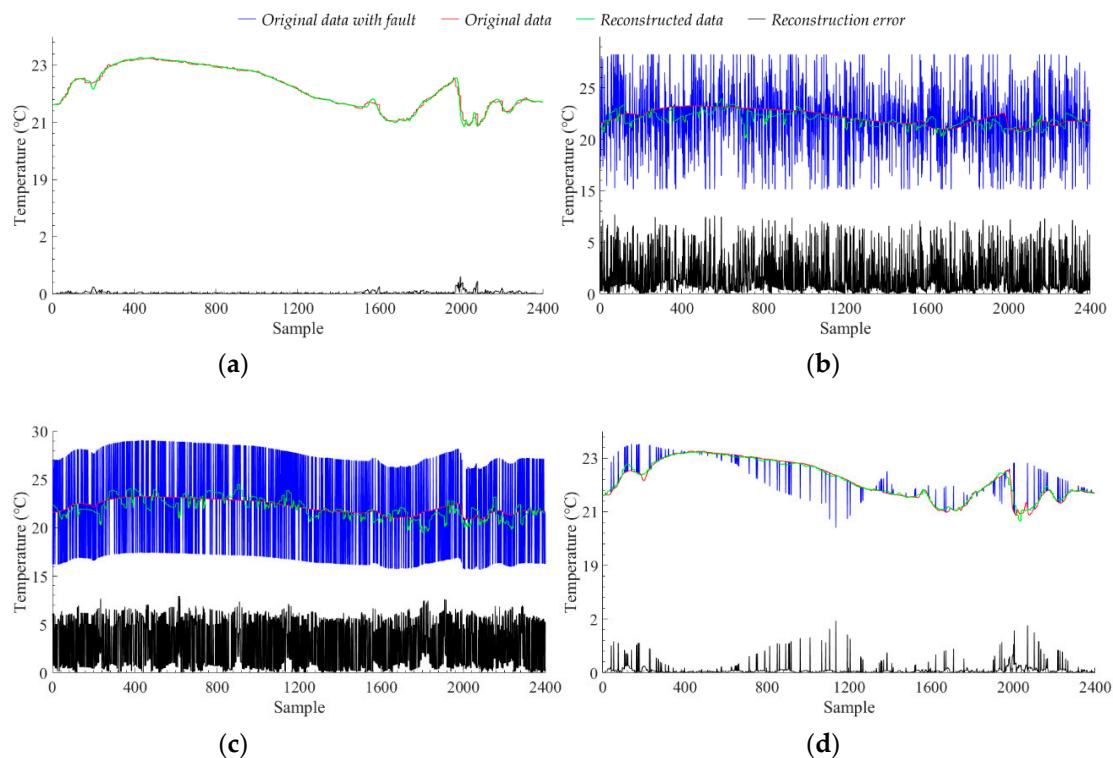 Original data with fault Original data Reconstructed data Reconstruction error
23
21
19
2
0
Temperature (°C)
0 400 800 1200 1600 2000 2400
Sample
(a)
25
20
15
5
0
Temperature (°C)
0 400 800 1200 1600 2000 2400
Sample
(b)
30
25
20
15
5
0
Temperature (°C)
0 400 800 1200 1600 2000 2400
Sample
(c)
23
21
19
2
0
Temperature (°C)
0 400 800 1200 1600 2000 2400
Sample
(d)